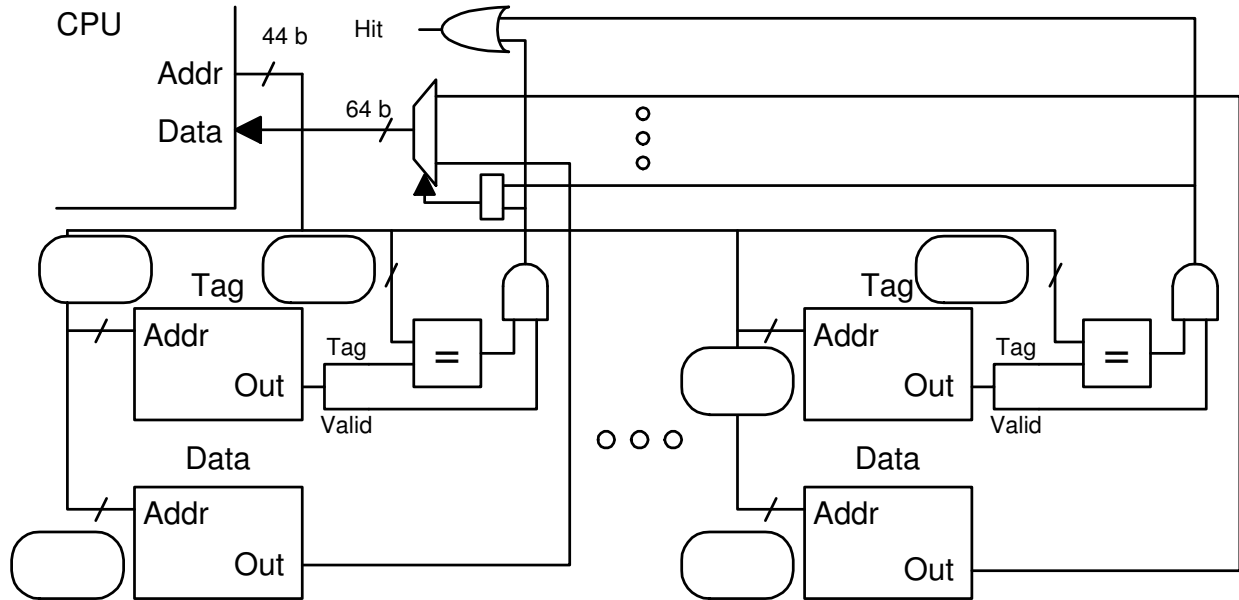 CPU
44 b
Hit
Addr
64 b
Data
Tag
Tag
Addr
Addr
=
=
Tag
Tag
Out
Out
Valid
Valid
Data
Data
Addr
Addr
Out
Out